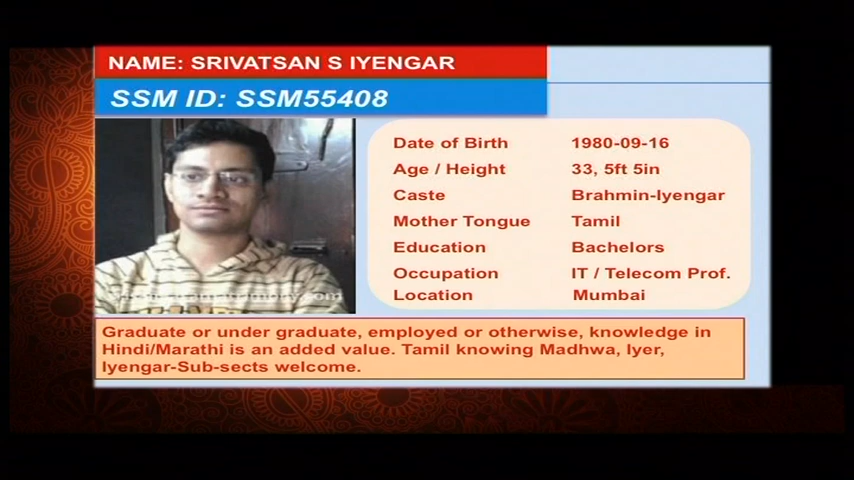 NAME: SRIVATSAN S IYENGAR
SSM ID: SSM55408
Date of Birth 1980-09-16
Age / Height 33, 5ft 5in
Caste Brahmin-Iyengar
Mother Tongue Tamil
Education Bachelors
Occupation IT / Telecom Prof.
Location Mumbai
Graduate or under graduate, employed or otherwise, knowledge in
Hindi/Marathi is an added value. Tamil knowing Madhwa, Iyer,
Iyengar-Sub-sects welcome.